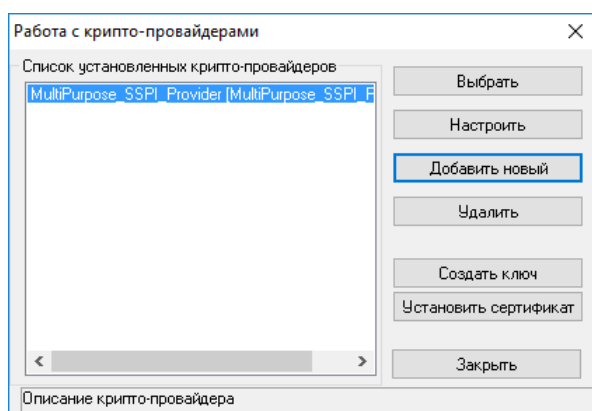 Работа с крипто-провайдерами
Список установленных крипто-провайдеров
MultiPurpose_SSPI_Provider [MultiPurpose_SSPI_P
Выбрать
Настроить
Добавить новый
Удалить
Создать ключ
Установить сертификат
Закрыть
Описание крипто-провайдера